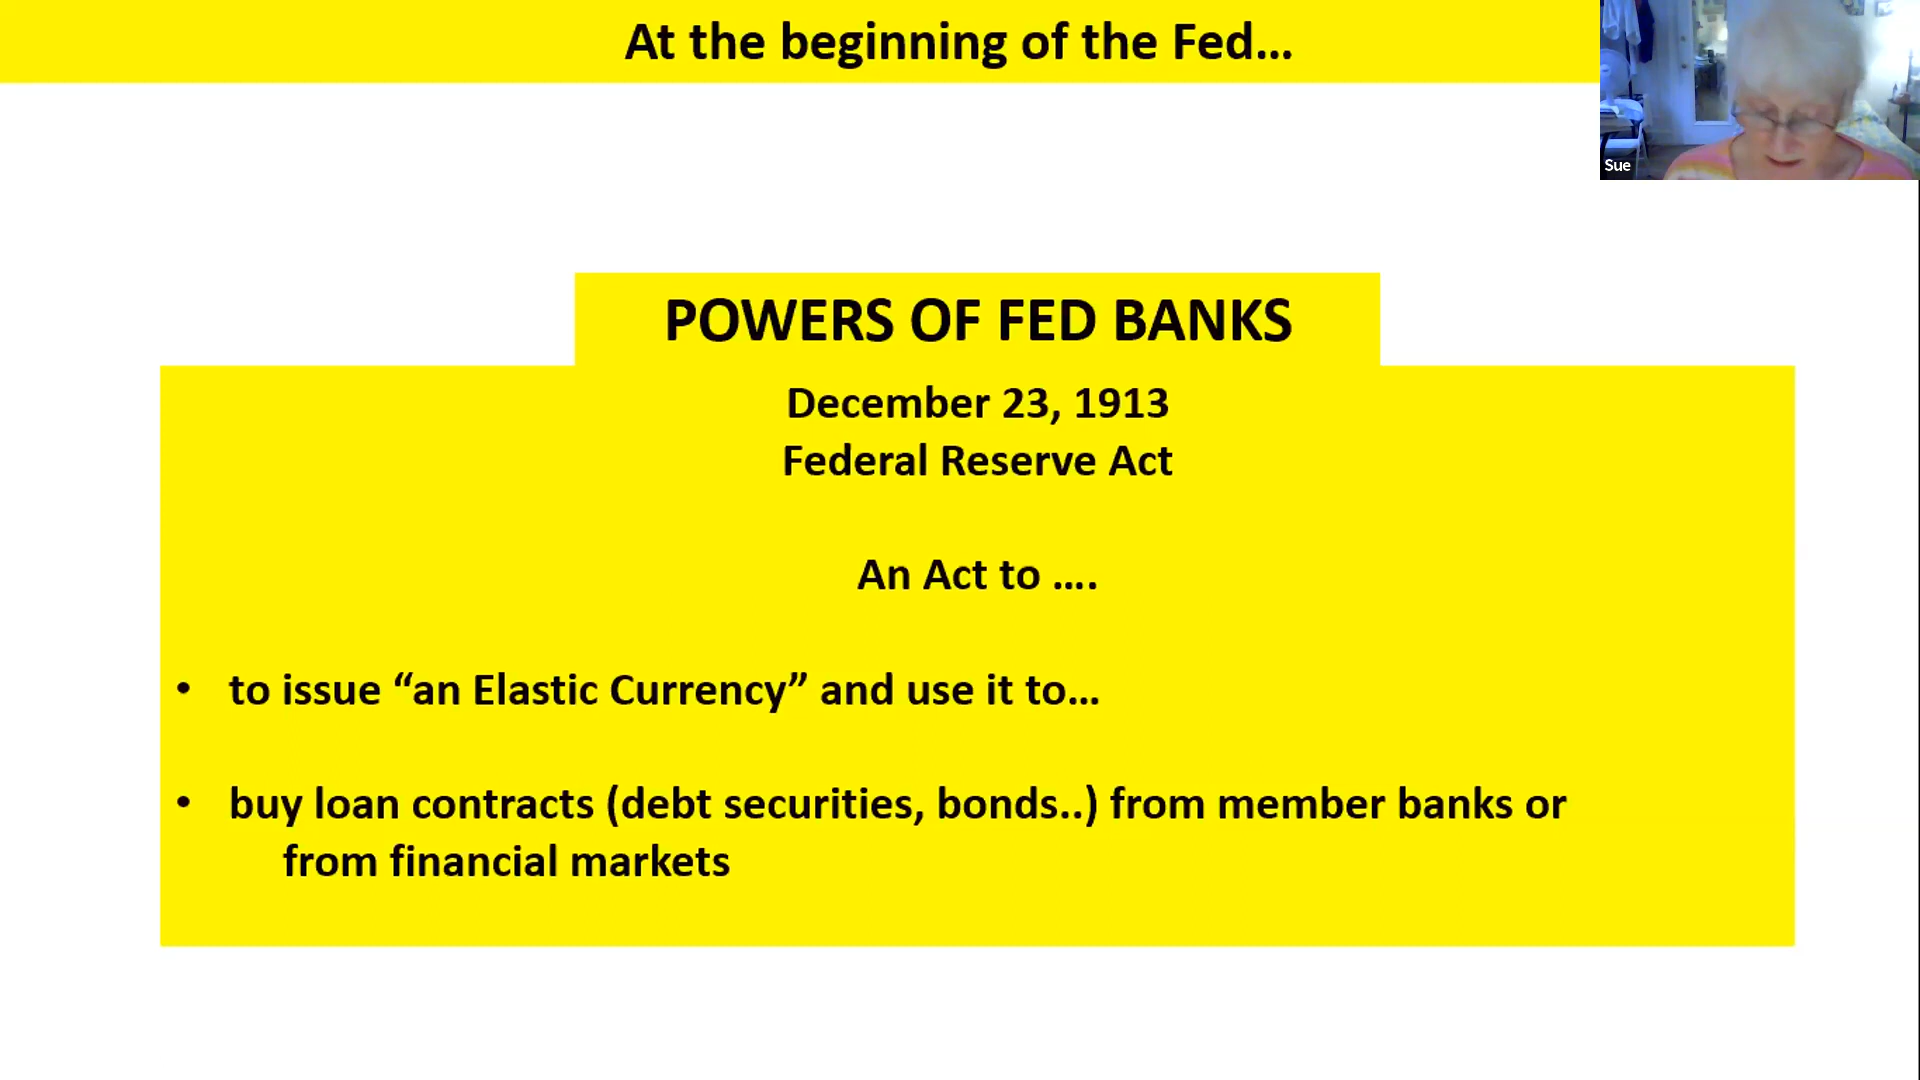 At the beginning of the Fed...
Sue
POWERS OF FED BANKS
December 23, 1913
Federal Reserve Act
An Act to ....
• to issue “an Elastic Currency” and use it to...
• buy loan contracts (debt securities, bonds..) from member banks or
from financial markets